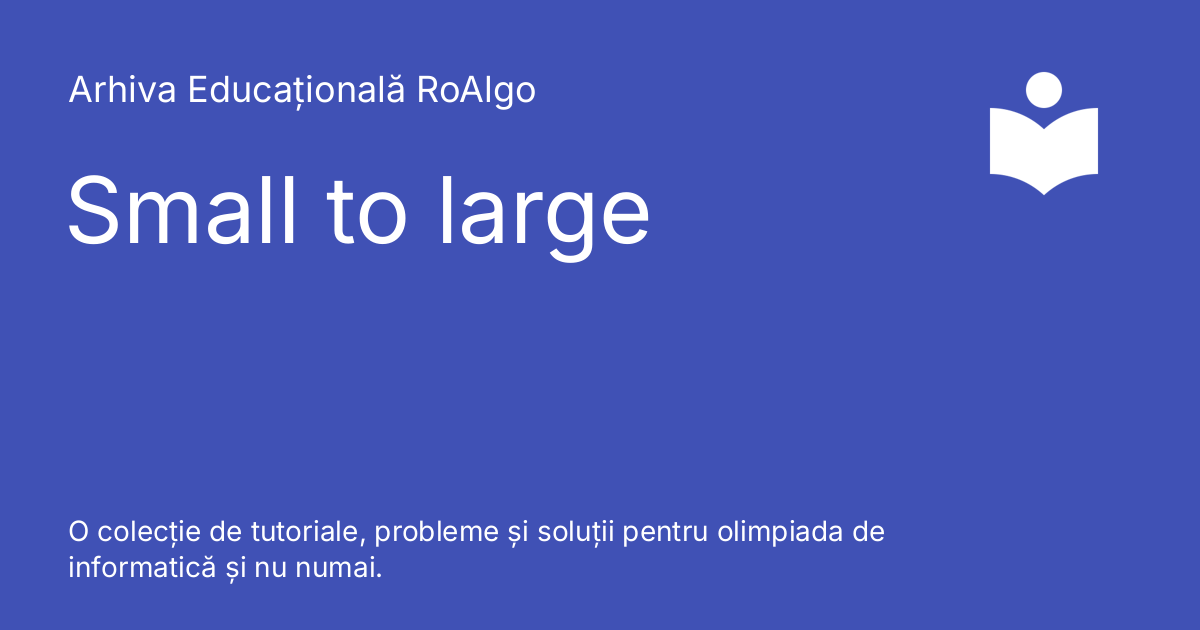 Arhiva Educațională RoAlgo
Small to large
O colecție de tutoriale, probleme și soluții pentru olimpiada de
informatică și nu numai.